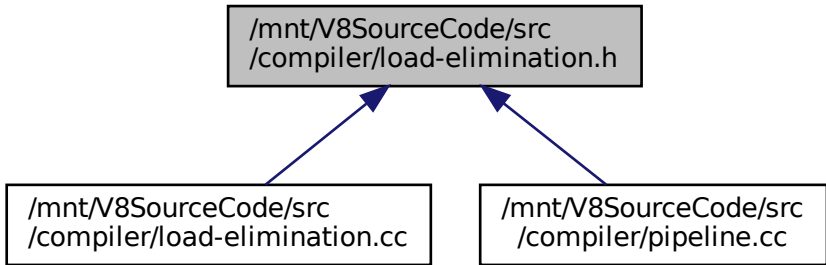 /mnt/V8SourceCode/src
/compiler/load-elimination.h
/mnt/V8SourceCode/src
/compiler/load-elimination.cc
/mnt/V8SourceCode/src
/compiler/pipeline.cc